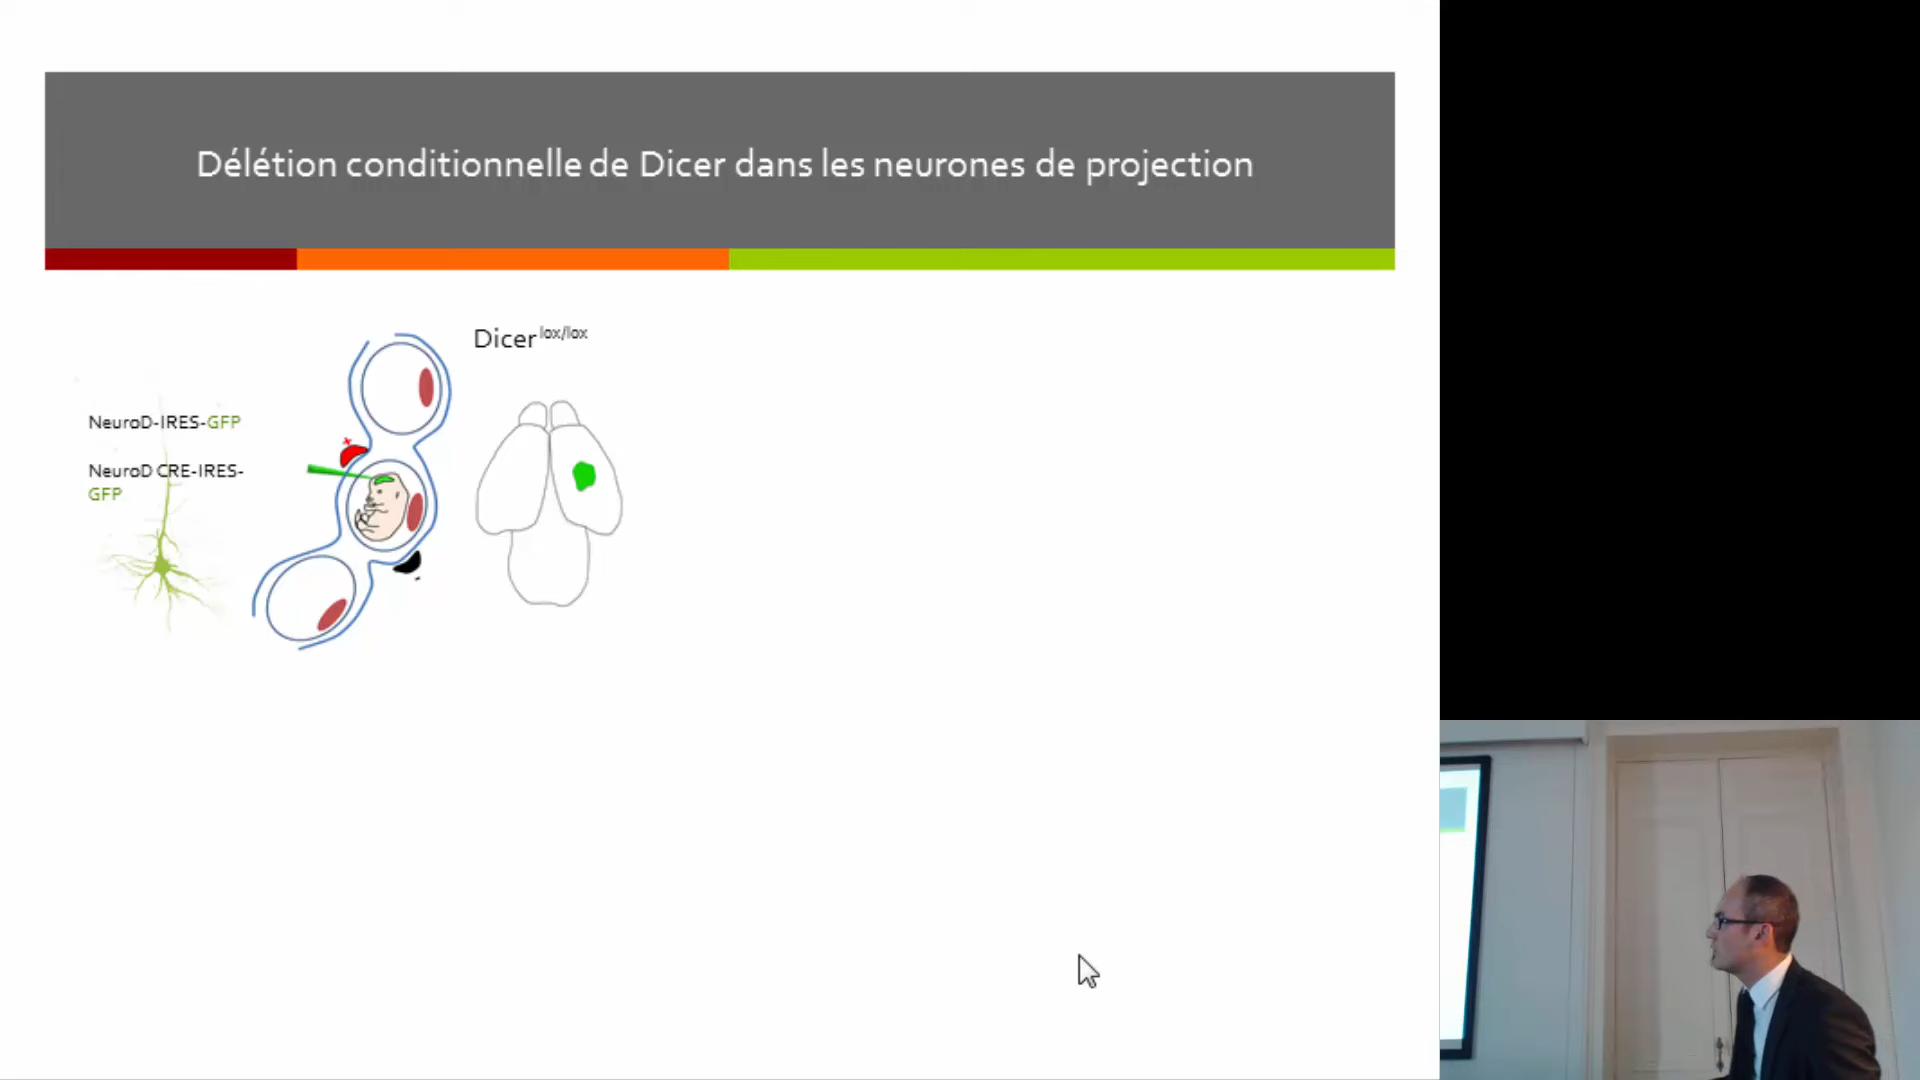 Délétion conditionnelle de Dicer dans les neurones de projection
Dicer lox/lox
NeuroD-IRES-GFP
NeuroD CRE-IRES-
GFP